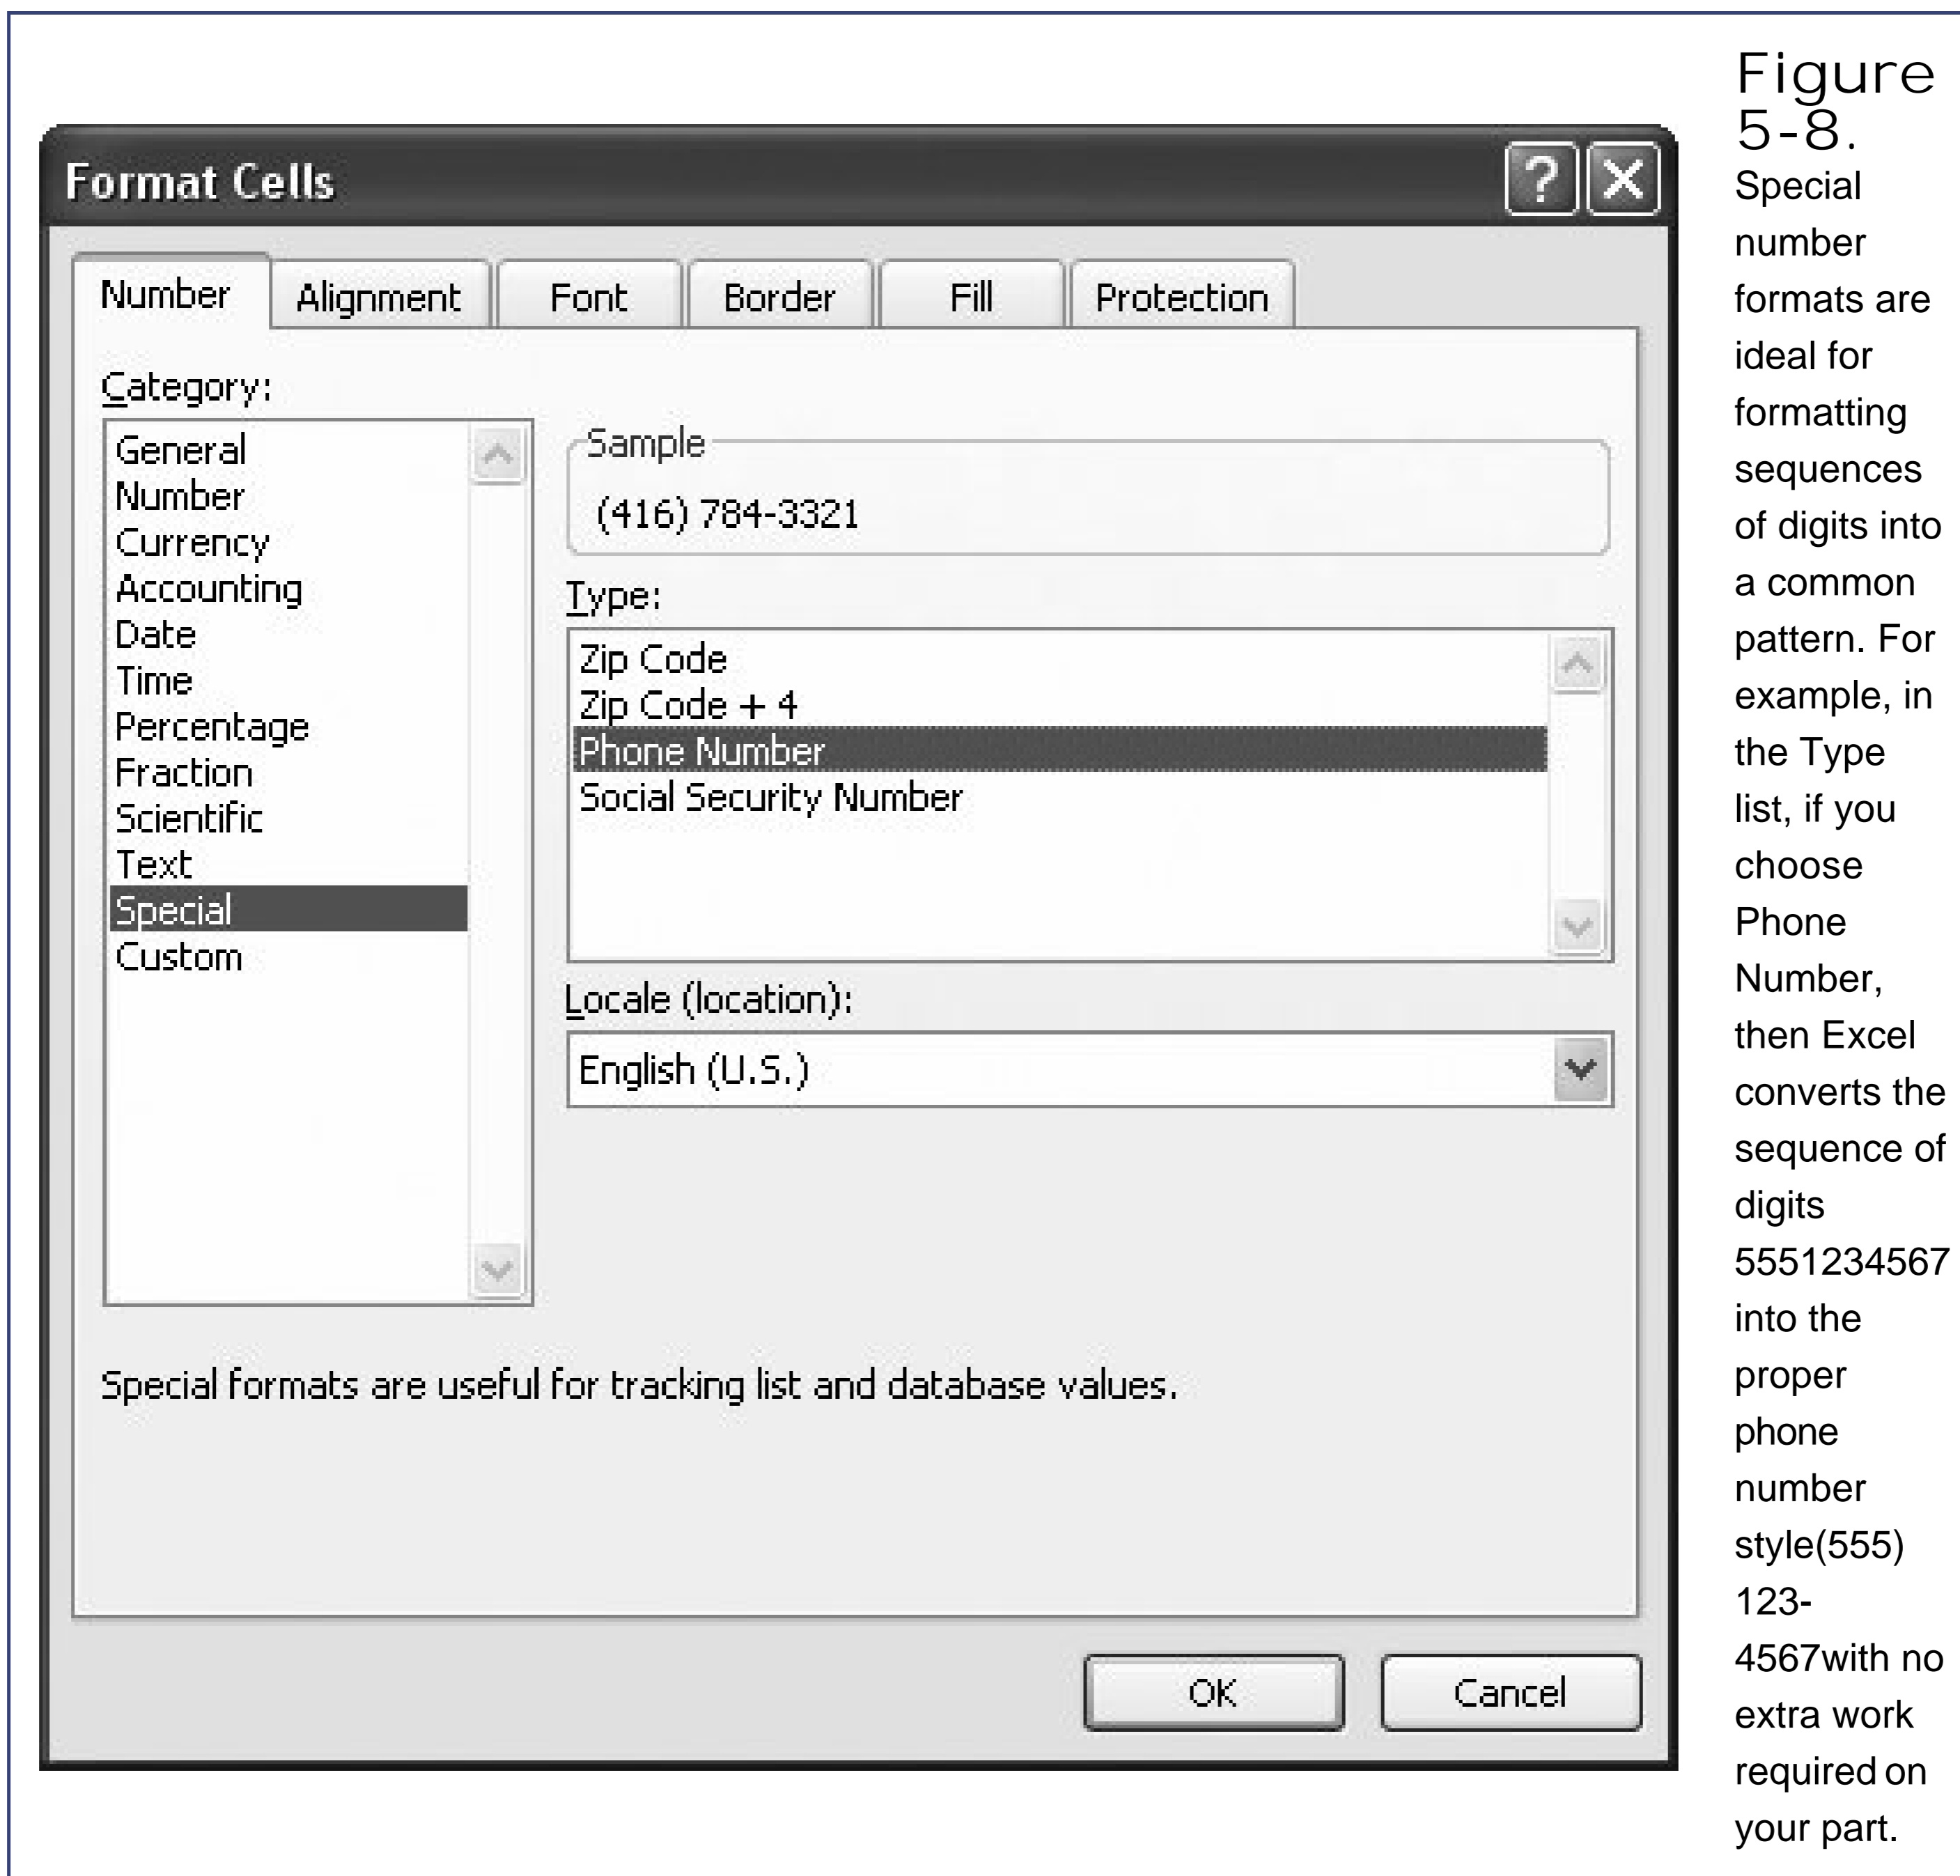 Format Cells
Number Alignment Font Border Fill Protection
Category:
General
Number
Currency
Accounting
Date
Time
Percentage
Fraction
Scientific
Text
Special
Custom
Sample
(416) 784-3321
Type:
Zip Code
Zip Code + 4
Phone Number
Social Security Number
Locale (location):
English (U.S.)
Special formats are useful for tracking list and database values.
OK Cancel
Figure
5-8.
Special
number
formats are
ideal for
formatting
sequences
of digits into
a common
pattern. For
example, in
the Type
list, if you
choose
Phone
Number,
then Excel
converts the
sequence of
digits
5551234567
into the
proper
phone
number
style(555)
123-
4567with no
extra work
required on
your part.